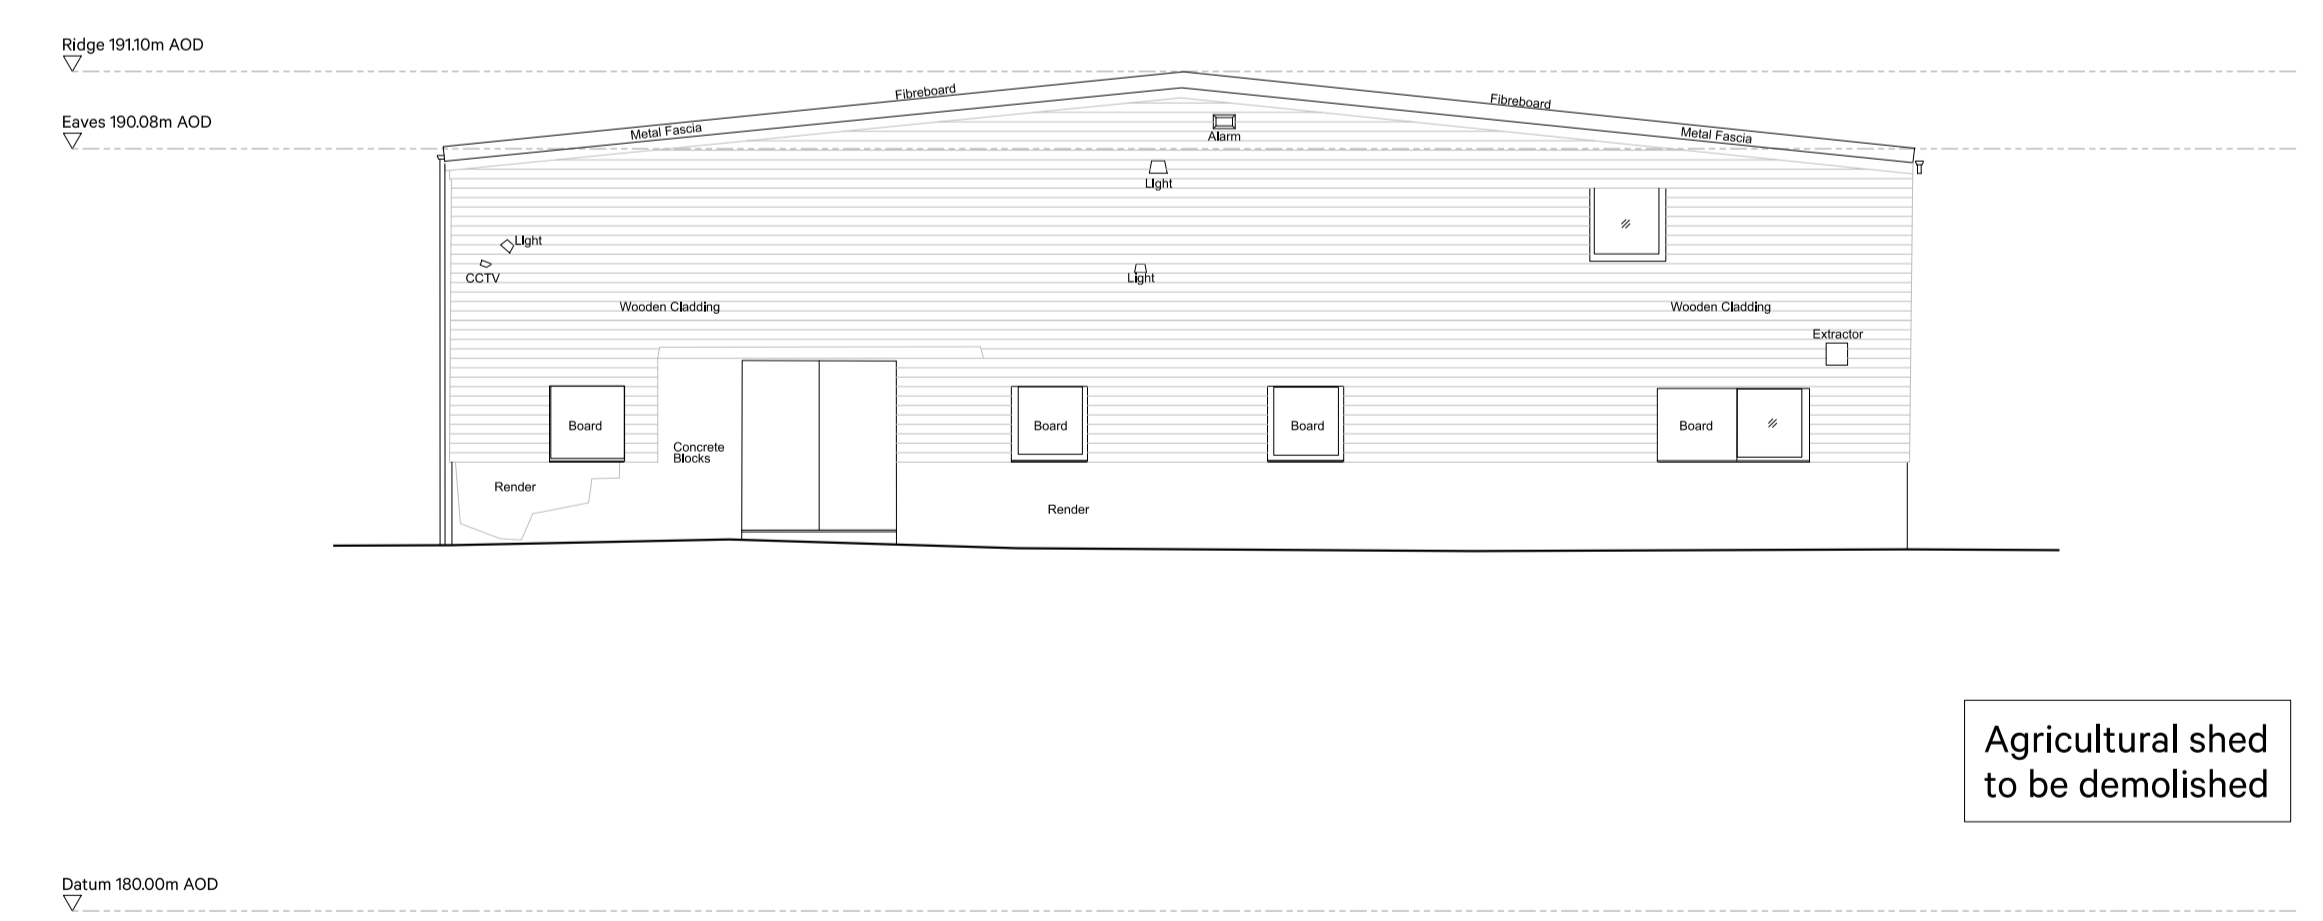 Ridge 191.10m AOD
Fibreboard
Fibreboard
Eaves 190.08m AOD
Metal Fascia
Metal Fascia
Alarm
Light
Light
CCTV
Light
Wooden Cladding
Wooden Cladding
Extractor
Board
Board
Board
Board
Concrete
Blocks
Render
Render
Agricultural shed
to be demolished
Datum 180.00m AOD